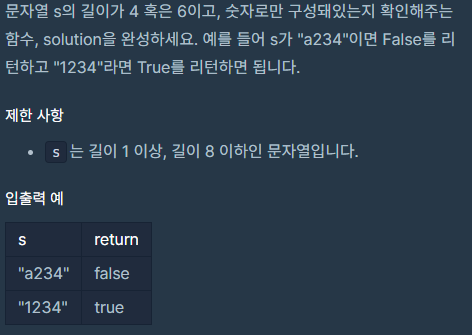 문자열 s의 길이가 4 혹은 6이고, 숫자로만 구성돼있는지 확인해주는
함수, solution을 완성하세요. 예를 들어 s가 "a234"이면 False를 리
턴하고 "1234"라면 True를 리턴하면 됩니다.
제한 사항
• s 는 길이 1 이상, 길이 8 이하인 문자열입니다.
입출력 예
s return
"a234" false
"1234" true